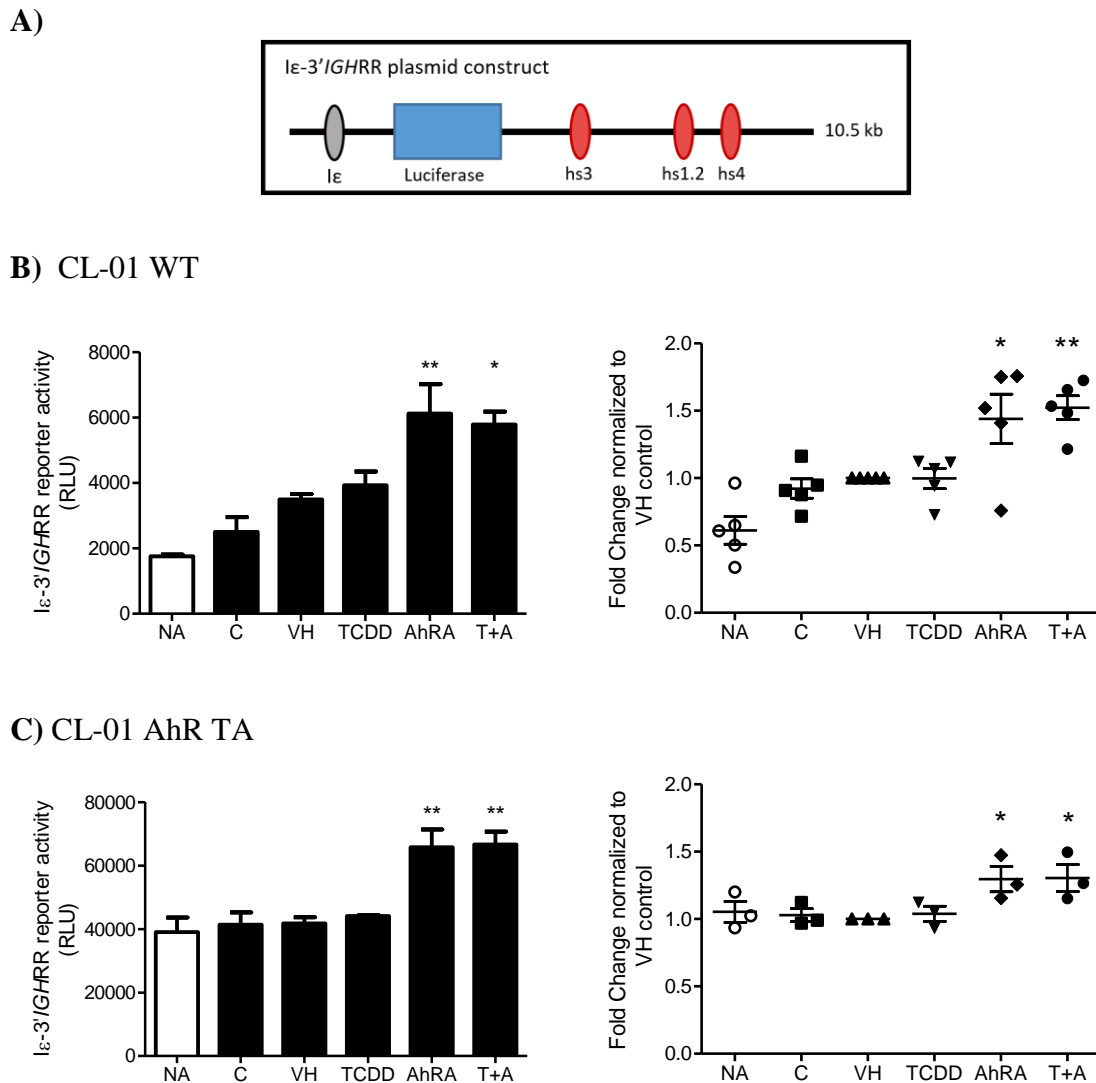 A)
Iε-3'IGHRR plasmid construct
10.5 kb
Iε
Luciferase
hs3
hs1.2
hs4
B) CL-01 WT
Iε-3'IGHRR reporter activity
(RLU)
8000
6000
4000
2000
0
** *
NA C VH TCDD AhRA T+A
Fold Change normalized to
VH control
2.0
1.5
1.0
0.5
0.0
* **
NA C VH TCDD AhRA T+A
C) CL-01 AhR TA
Iε-3'IGHRR reporter activity
(RLU)
80000
60000
40000
20000
0
** **
NA C VH TCDD AhRA T+A
Fold Change normalized to
VH control
2.0
1.5
1.0
0.5
0.0
* *
NA C VH TCDD AhRA T+A